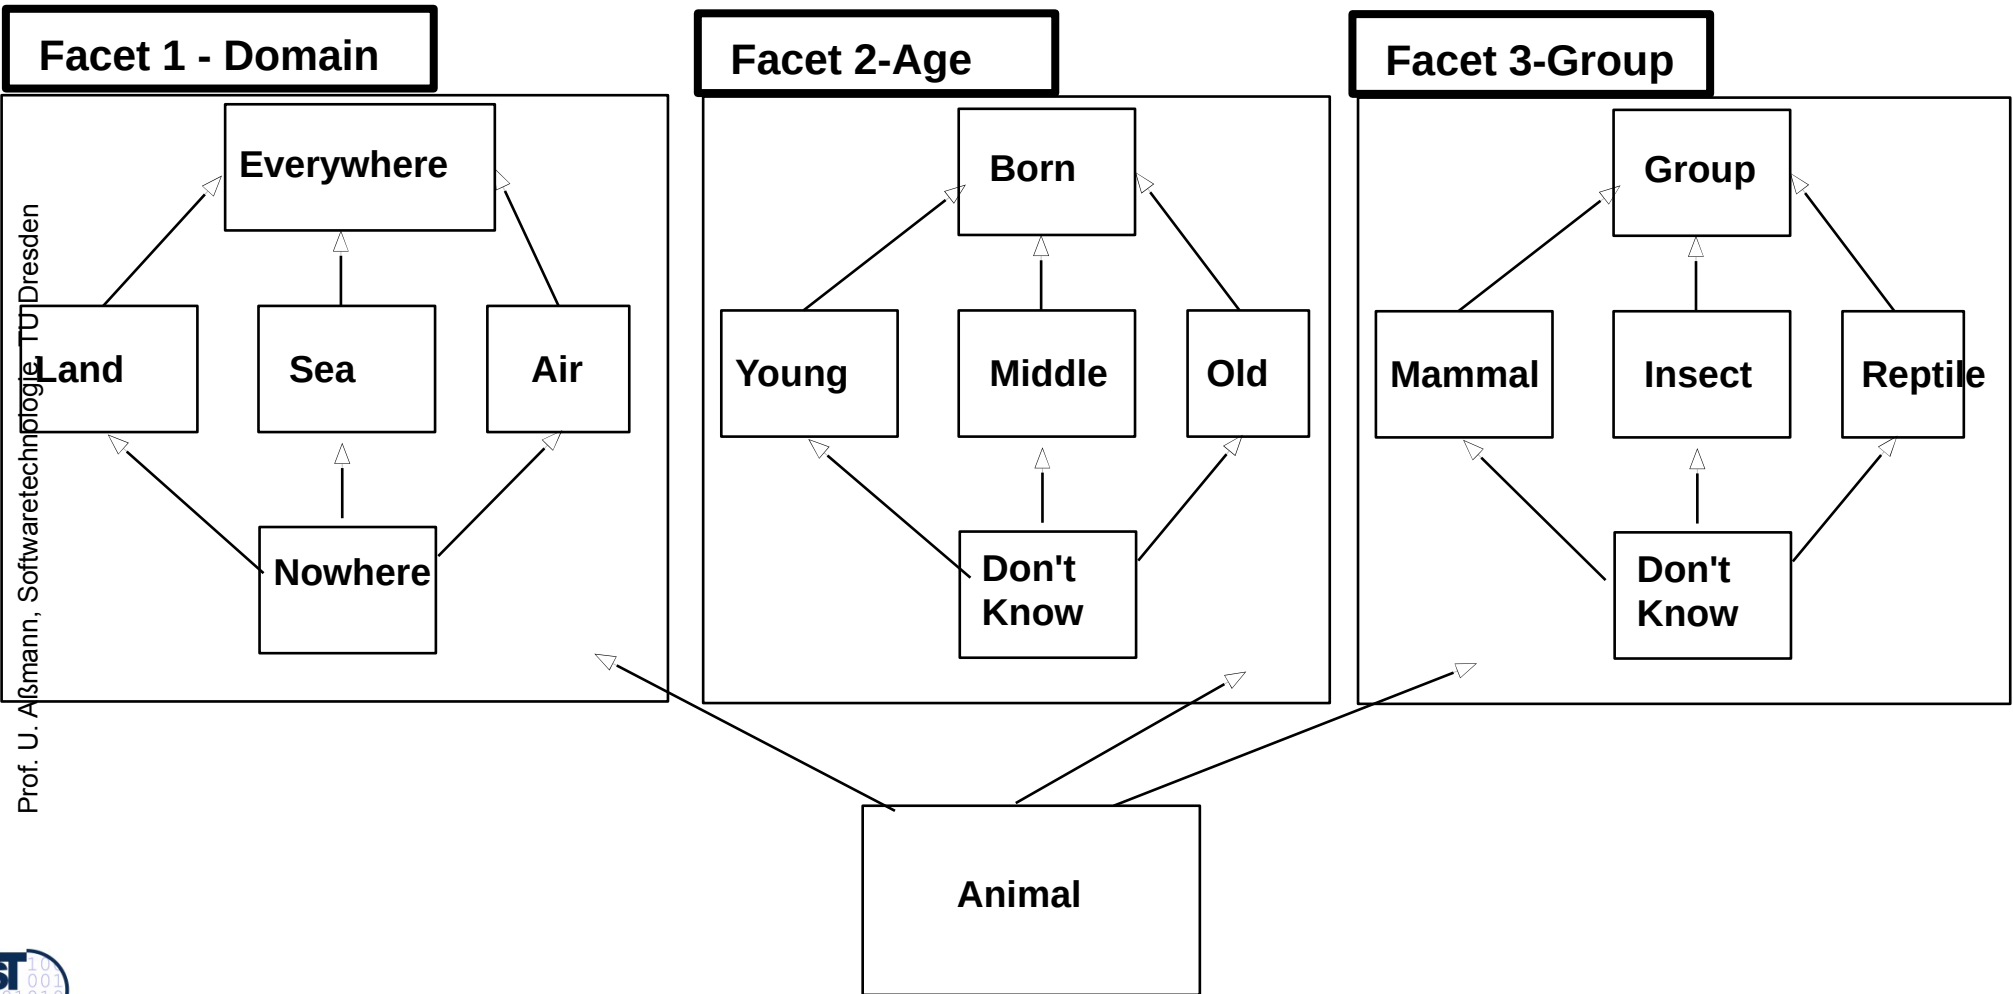 Facet 1 - Domain
Facet 2-Age
Facet 3-Group
Everywhere
Born
Group
Land
Sea
Air
Young
Middle
Old
Mammal
Insect
Reptile
Nowhere
Don't
Know
Don't
Know
Animal
Prof. U. Aßmann, Softwaretechnologie, TU Dresden